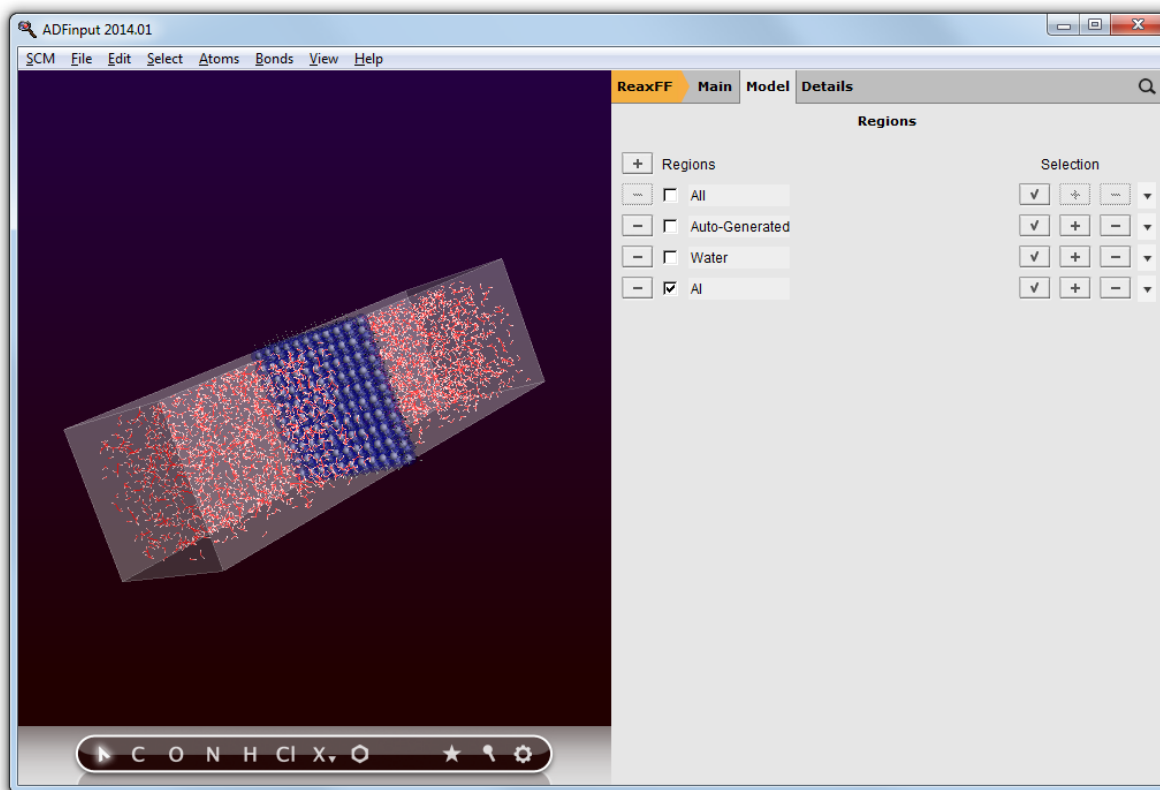 ADFinput 2014.01
SCM File Edit Select Atoms Bonds View Help
ReaxFF Main Model Details
Regions
Regions Selection
All
Auto-Generated
Water
Al
C O N H Cl X